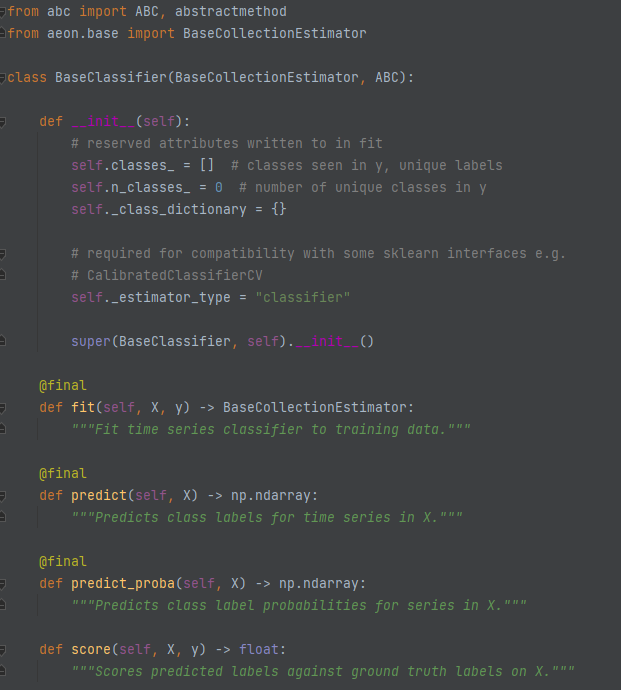 from abc import ABC, abstractmethod
from aeon.base import BaseCollectionEstimator

class BaseClassifier(BaseCollectionEstimator, ABC):

    def __init__(self):
        # reserved attributes written to in fit
        self.classes_ = []  # classes seen in y, unique labels
        self.n_classes_ = 0  # number of unique classes in y
        self._class_dictionary = {}

        # required for compatibility with some sklearn interfaces e.g.
        # CalibratedClassifierCV
        self._estimator_type = "classifier"

        super(BaseClassifier, self).__init__()

    @final
    def fit(self, X, y) -> BaseCollectionEstimator:
        """Fit time series classifier to training data."""

    @final
    def predict(self, X) -> np.ndarray:
        """Predicts class labels for time series in X."""

    @final
    def predict_proba(self, X) -> np.ndarray:
        """Predicts class label probabilities for series in X."""

    def score(self, X, y) -> float:
        """Scores predicted labels against ground truth labels on X."""